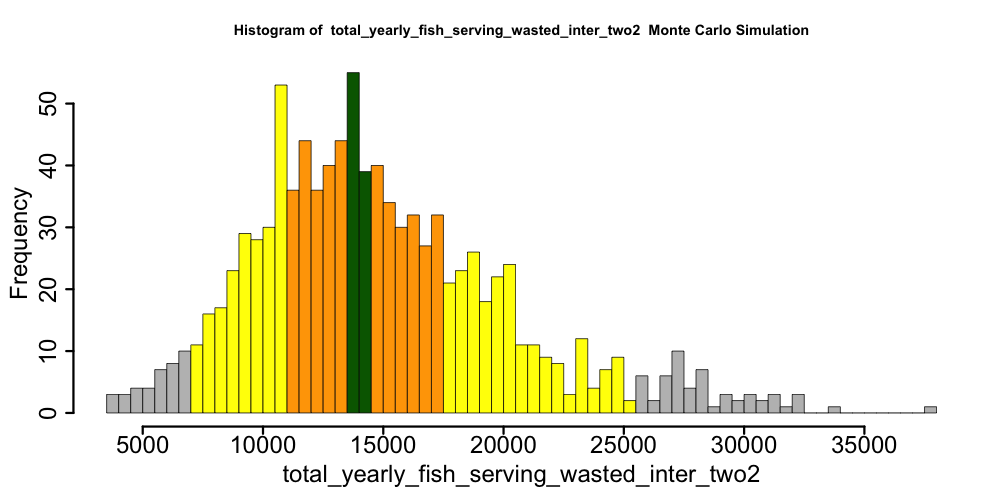 Histogram of  total_yearly_fish_serving_wasted_inter_two2  Monte Carlo Simulation
Frequency
50
40
30
20
10
0
5000 10000 15000 20000 25000 30000 35000
total_yearly_fish_serving_wasted_inter_two2